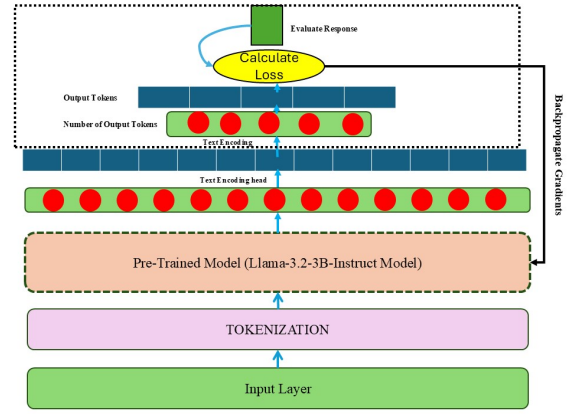 Evaluate Response
Calculate
Loss
Output Tokens
Number of Output Tokens
Text Encoding
Text Encoding head
Backpropagate Gradients
Pre-Trained Model (Llama-3.2-3B-Instruct Model)
TOKENIZATION
Input Layer